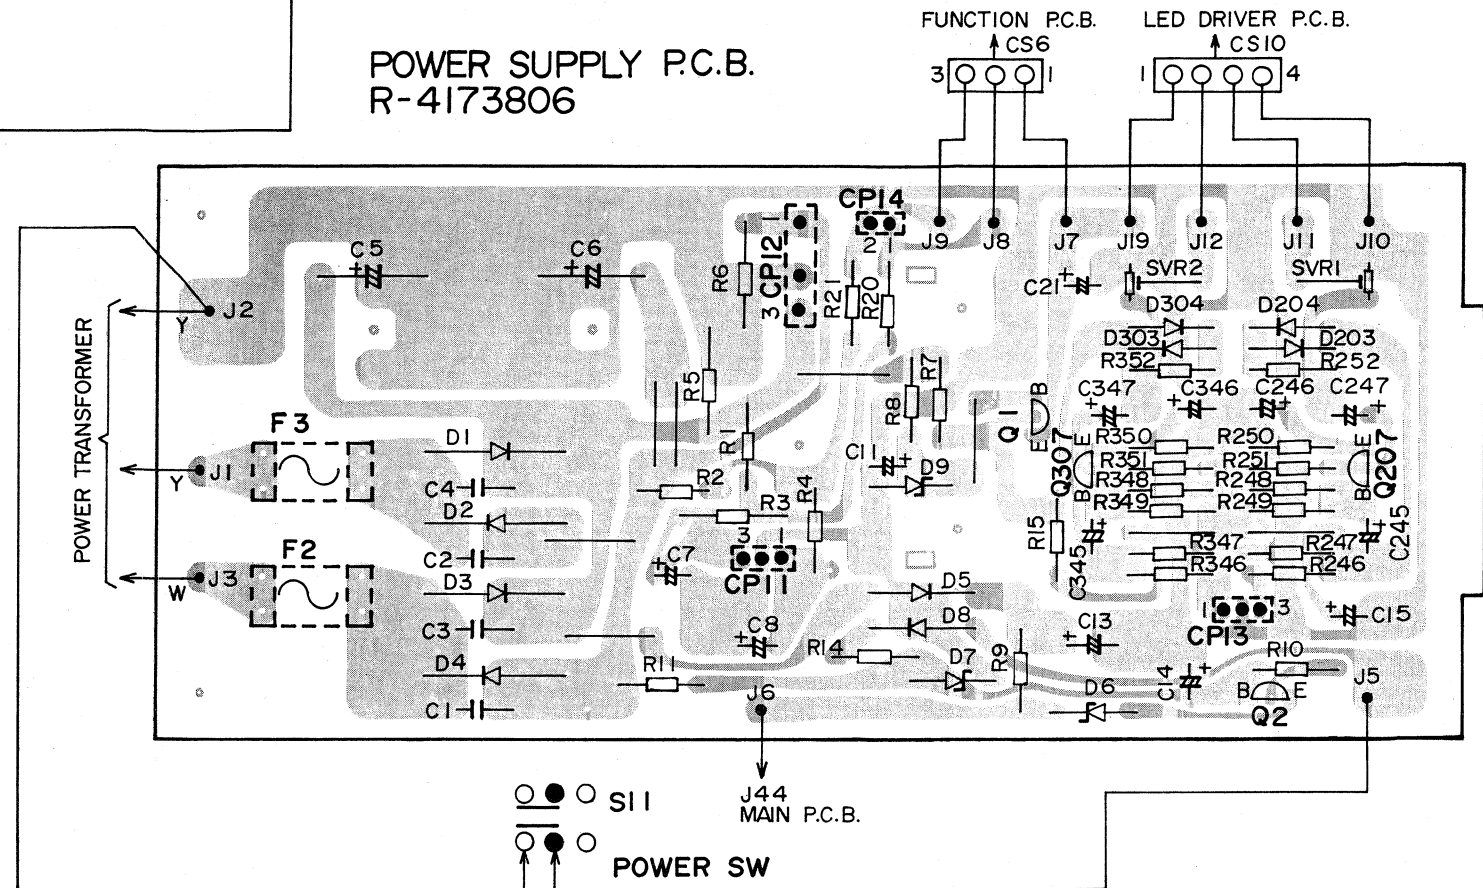 FUNCTION P.C.B.
LED DRIVER P.C.B.
CS6
CS10
3
1
1
4
POWER SUPPLY P.C.B.
R-4173806
CP14
2
1
1
CP12
3
J9
J8
J7
J19
J12
J11
J10
C5
+
C6
+
R6
R21
R20
C21
+
SVR2
SVR1
D304
D204
D303
D203
R352
R252
J2
Y
POWER TRANSFORMER
R5
R7
R8
Q1
B
E
C347
+
C346
+
C246
+
C247
+
F3
D1
R1
C11
+
D9
Q307
E
B
R350
R250
R351
R251
R348
R248
R349
R249
Q207
E
B
J1
Y
C4
R2
R4
D2
R3
3
1
CP11
R15
C345
+
C245
+
R347
R247
R346
R246
F2
C2
C7
+
J3
W
D3
D5
C3
C8
+
D8
C13
+
1
3
CP13
C15
+
R14
D4
R11
D7
R9
C14
+
R10
J5
C1
J6
D6
B
E
Q2
S11
J44
MAIN P.C.B.
POWER SW